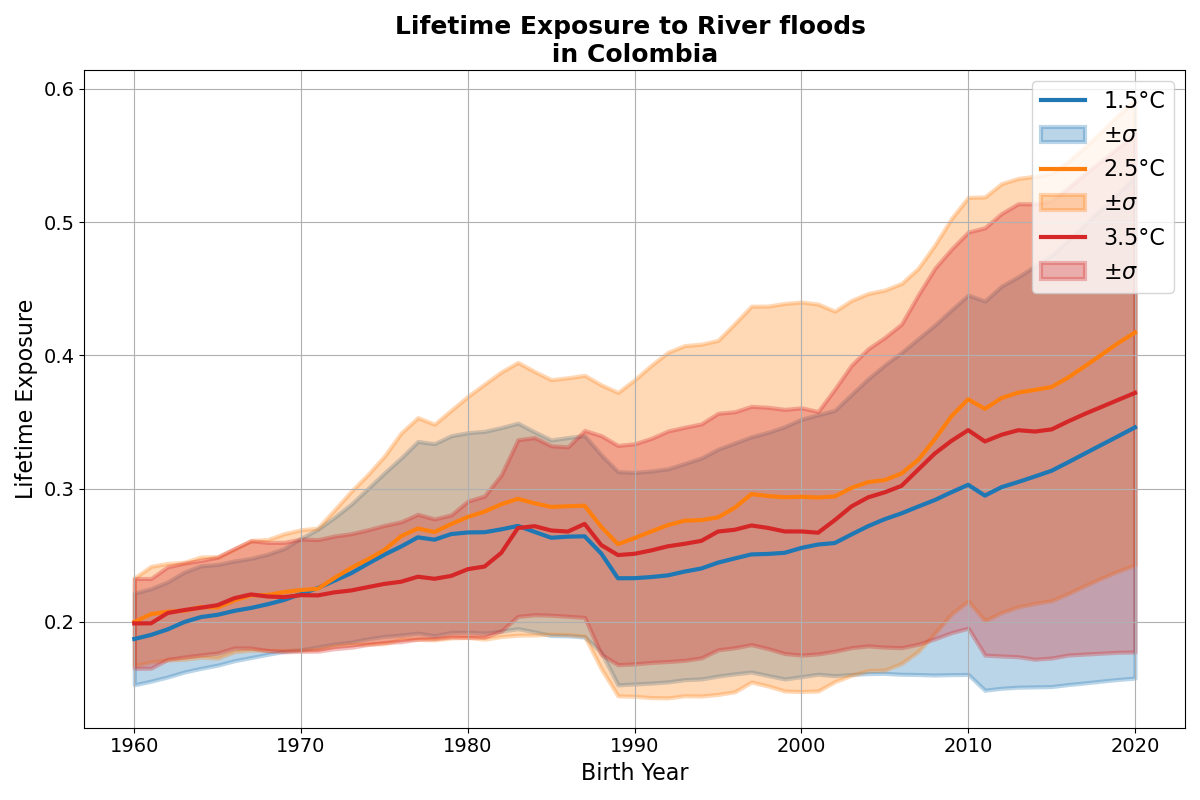 Lifetime Exposure to River floods
in Colombia
Lifetime Exposure
0.6
0.5
0.4
0.3
0.2
1960
1970
1980
1990
2000
2010
2020
Birth Year
1.5°C
±σ
2.5°C
±σ
3.5°C
±σ